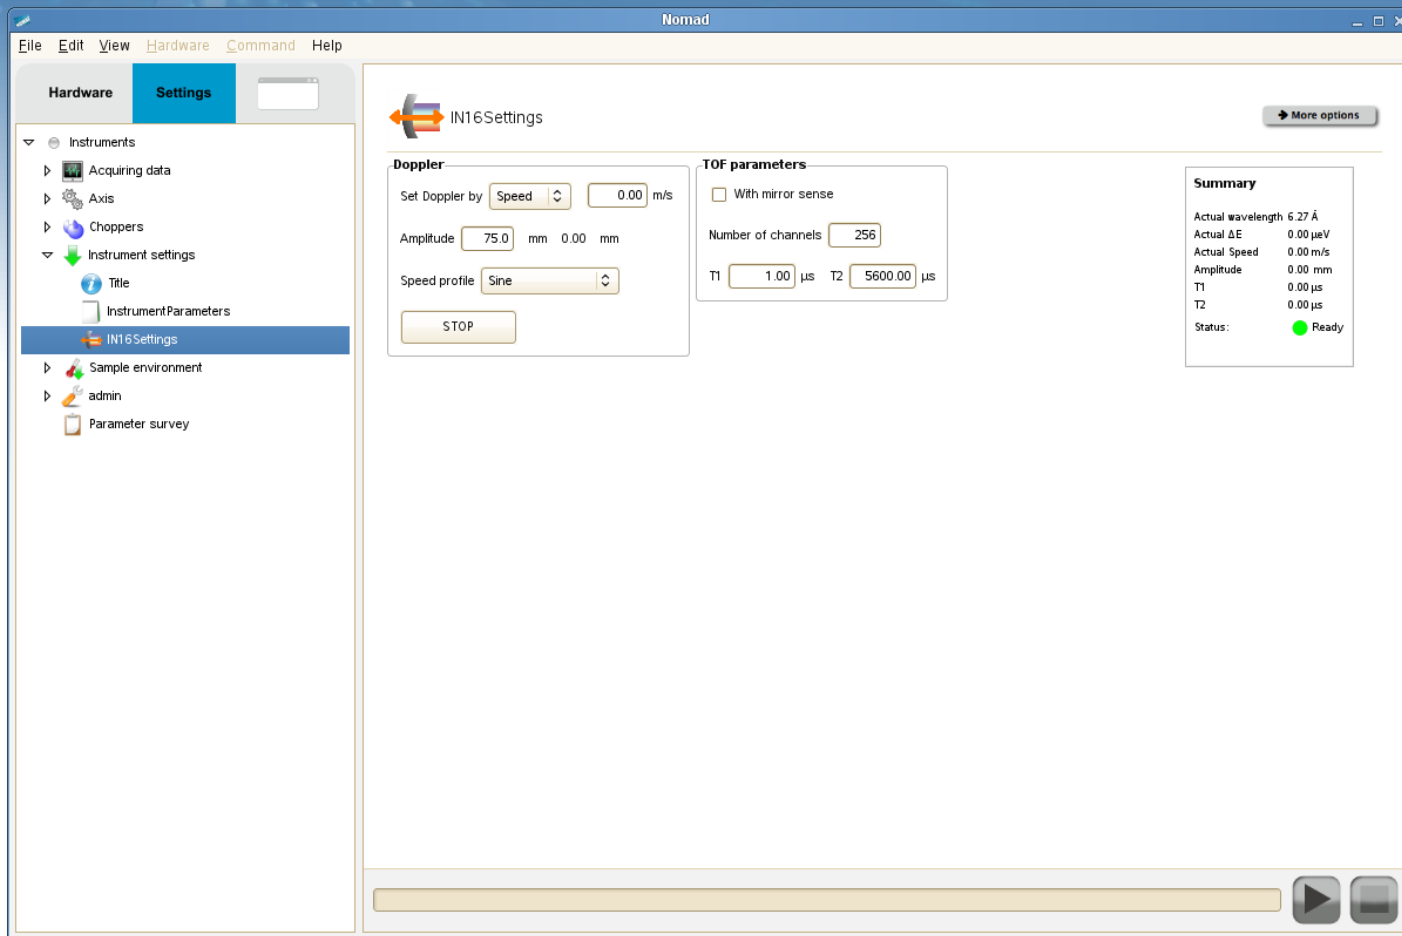 Nomad
File Edit View Hardware Command Help
Hardware Settings
Instruments
Acquiring data
Axis
Choppers
Instrument settings
Title
InstrumentParameters
IN16Settings
Sample environment
admin
Parameter survey
IN16Settings
More options
Doppler
Set Doppler by Speed 0.00 m/s
Amplitude 75.0 mm 0.00 mm
Speed profile Sine
STOP
TOF parameters
With mirror sense
Number of channels 256
T1 1.00 µs T2 5600.00 µs
Summary
Actual wavelength 6.27 Å
Actual ΔE 0.00 µeV
Actual Speed 0.00 m/s
Amplitude 0.00 mm
T1 0.00 µs
T2 0.00 µs
Status: Ready